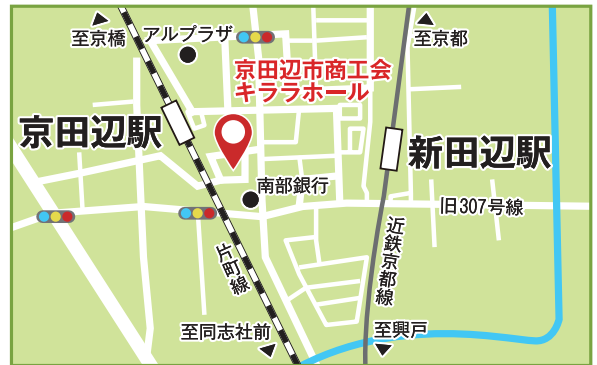 至京橋
アルプラザ
至京都
京田辺市商工会
キララホール
京田辺駅
新田辺駅
南部銀行
旧307号線
片町線
近鉄京都線
至同志社前
至興戸